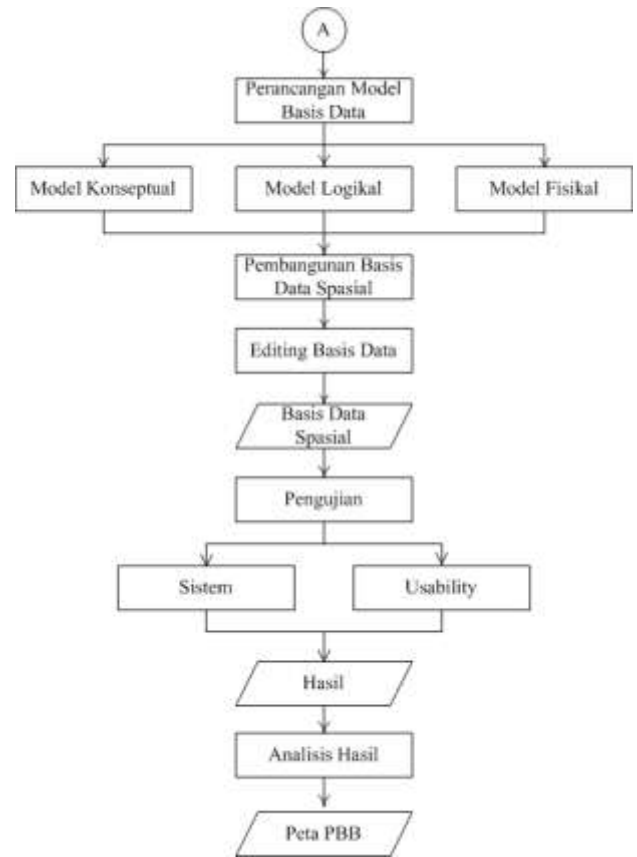 A
Perancangan Model
Basis Data
Model Konseptual
Model Logikal
Model Fisikal
Pembangunan Basis
Data Spasial
Editing Basis Data
Basis Data
Spasial
Pengujian
Sistem
Usability
Hasil
Analisis Hasil
Peta PBB